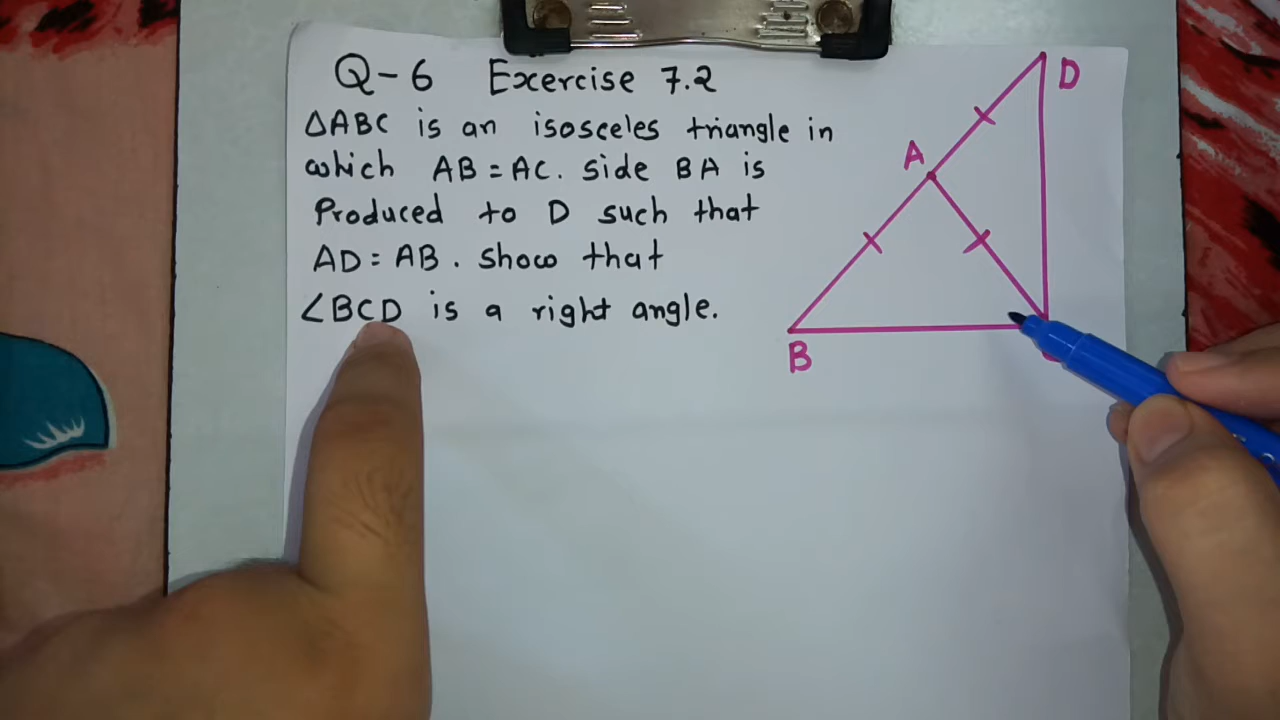 Q-6 Exercise 7.2
△ABC is an isosceles triangle in
which AB = AC. side BA is
Produced to D such that
AD = AB. show that
∠BCD is a right angle.
D
A
B